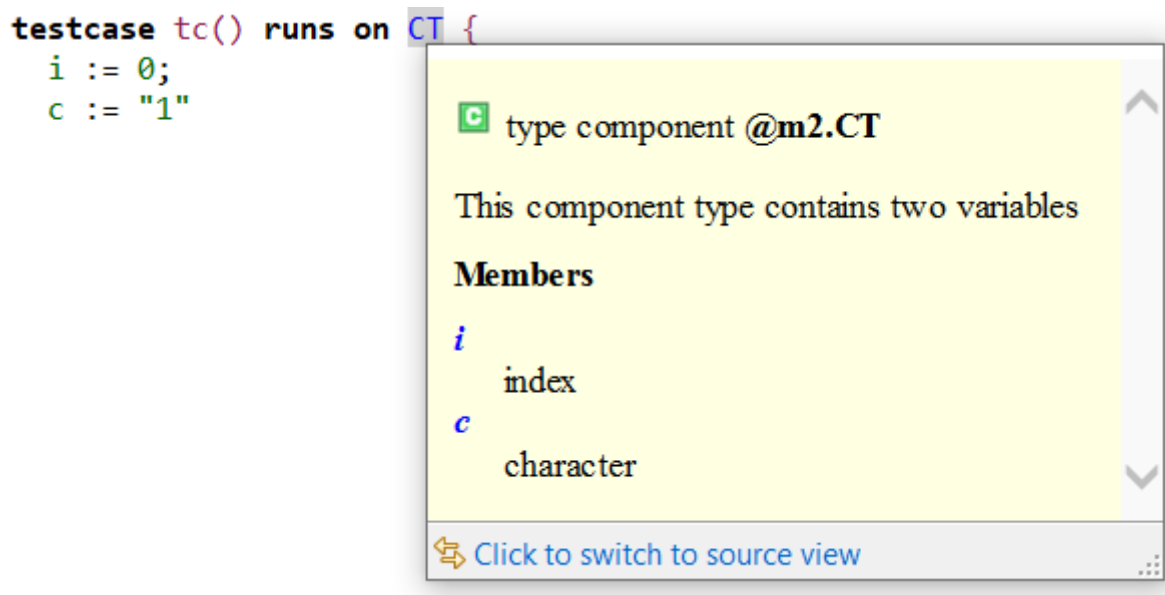 testcase tc() runs on CT {
i := 0;
c := "1"
C type component @m2.CT
This component type contains two variables
Members
i
index
c
character
Click to switch to source view